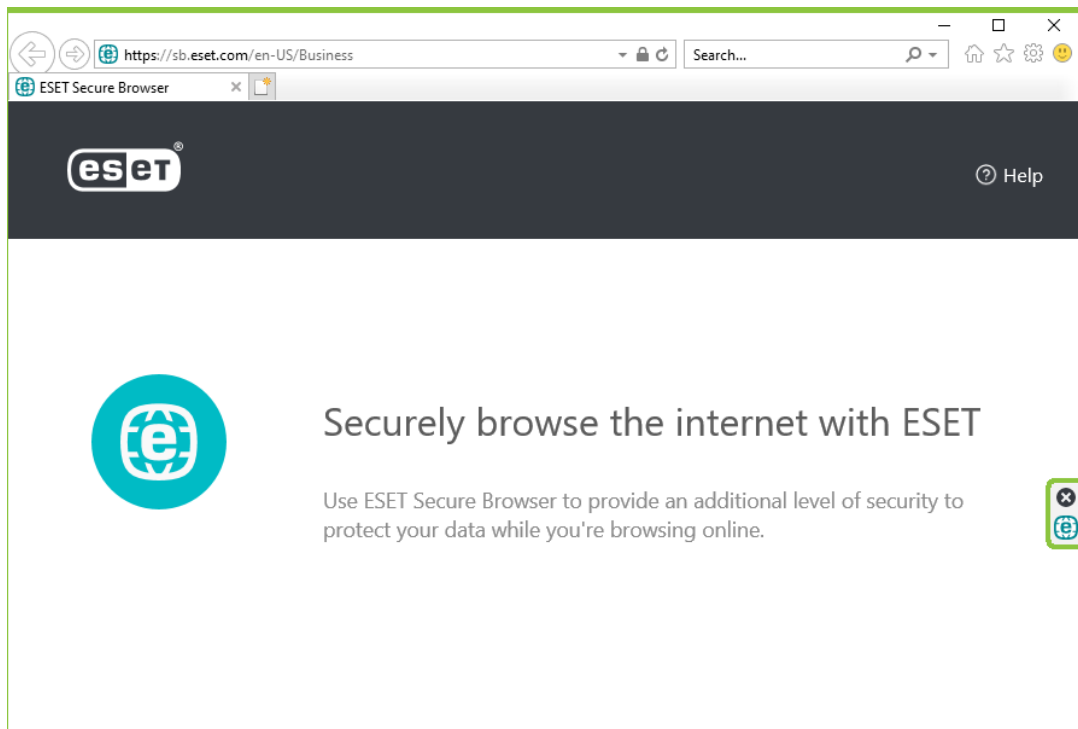 https://sb.eset.com/en-US/Business
Search...
ESET Secure Browser
eseт®
Help
Securely browse the internet with ESET
Use ESET Secure Browser to provide an additional level of security to
protect your data while you're browsing online.